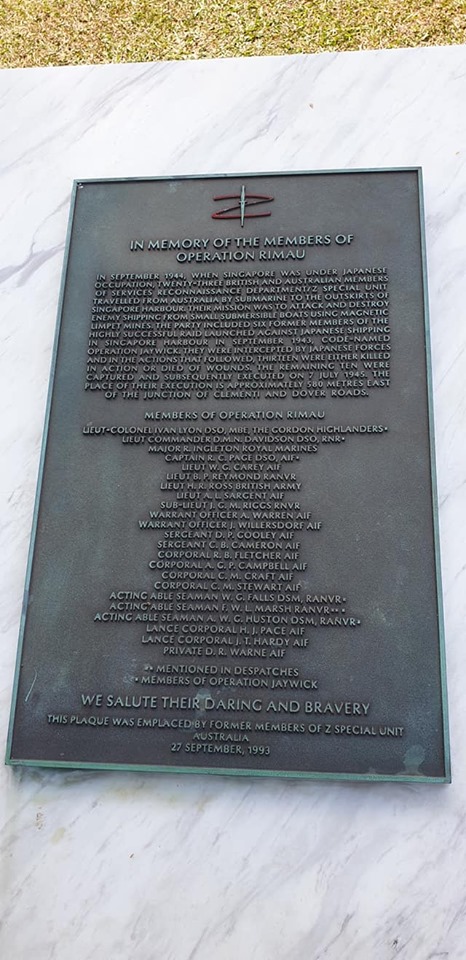 IN MEMORY OF THE MEMBERS OF
OPERATION RIMAU
IN SEPTEMBER 1944, WHEN SINGAPORE WAS UNDER JAPANESE
OCCUPATION, TWENTY-THREE BRITISH AND AUSTRALIAN MEMBERS
OF SERVICES RECONNAISSANCE DEPARTMENT/Z SPECIAL UNIT
TRAVELLED FROM AUSTRALIA BY SUBMARINE TO THE OUTSKIRTS OF
SINGAPORE HARBOUR. THEIR MISSION WAS TO ATTACK AND DESTROY
ENEMY SHIPPING FROM SMALL SUBMERSIBLE BOATS USING MAGNETIC
LIMPET MINES. THE PARTY INCLUDED SIX FORMER MEMBERS OF THE
HIGHLY SUCCESSFUL RAID LAUNCHED AGAINST JAPANESE SHIPPING
IN SINGAPORE HARBOUR IN SEPTEMBER 1943, CODE-NAMED
OPERATION JAYWICK. THEY WERE INTERCEPTED BY JAPANESE FORCES
AND IN THE ACTIONS THAT FOLLOWED, THIRTEEN WERE EITHER KILLED
IN ACTION OR DIED OF WOUNDS. THE REMAINING TEN WERE
CAPTURED AND SUBSEQUENTLY EXECUTED ON 7 JULY 1945. THE
PLACE OF THEIR EXECUTION IS APPROXIMATELY 580 METRES EAST
OF THE JUNCTION OF CLEMENTI AND DOVER ROADS.
MEMBERS OF OPERATION RIMAU
LIEUT-COLONEL IVAN LYON DSO, MBE, THE GORDON HIGHLANDERS*
LIEUT COMMANDER D.M.N. DAVIDSON DSO, RNR*
MAJOR R. INGLETON ROYAL MARINES
CAPTAIN R. C. PAGE DSO, AIF*
LIEUT W. G. CAREY AIF
LIEUT B. P. REYMOND RANVR
LIEUT H. R. ROSS BRITISH ARMY
LIEUT A. L. SARGENT AIF
SUB-LIEUT J. G. M. RIGGS RNVR
WARRANT OFFICER A. WARREN AIF
WARRANT OFFICER J. WILLERSDORF AIF
SERGEANT D. P. GOOLEY AIF
SERGEANT C. B. CAMERON AIF
CORPORAL R. B. FLETCHER AIF
CORPORAL A. G. P. CAMPBELL AIF
CORPORAL C. M. CRAFT AIF
CORPORAL C. M. STEWART AIF
ACTING ABLE SEAMAN W. G. FALLS DSM, RANVR*
ACTING ABLE SEAMAN F. W. L. MARSH RANVR** *
ACTING ABLE SEAMAN A. W. G. HUSTON DSM, RANVR*
LANCE CORPORAL H. J. PACE AIF
LANCE CORPORAL J. T. HARDY AIF
PRIVATE D. R. WARNE AIF
** MENTIONED IN DESPATCHES
* MEMBERS OF OPERATION JAYWICK
WE SALUTE THEIR DARING AND BRAVERY
THIS PLAQUE WAS EMPLACED BY FORMER MEMBERS OF Z SPECIAL UNIT
AUSTRALIA
27 SEPTEMBER, 1993